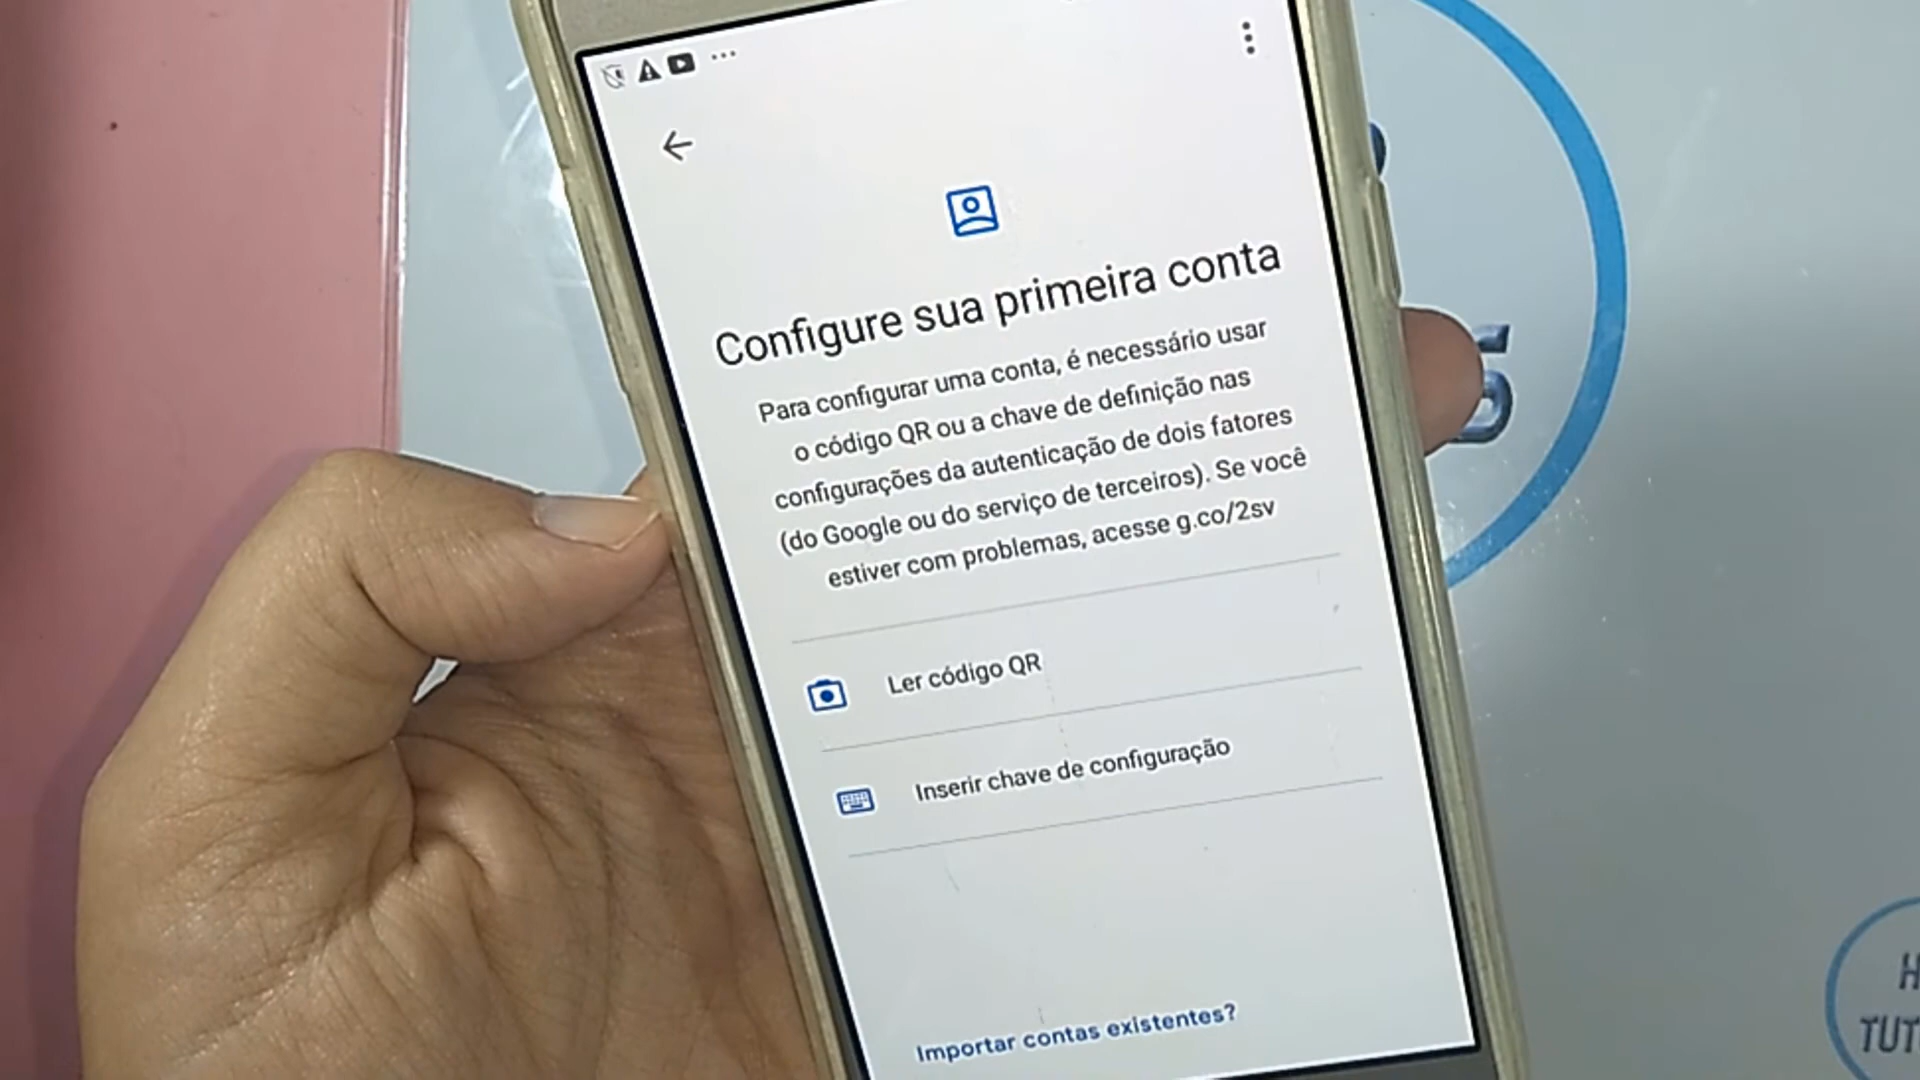 Configure sua primeira conta
Para configurar uma conta, é necessário usar
o código QR ou a chave de definição nas
configurações da autenticação de dois fatores
(do Google ou do serviço de terceiros). Se você
estiver com problemas, acesse g.co/2sv
Ler código QR
Inserir chave de configuração
Importar contas existentes?